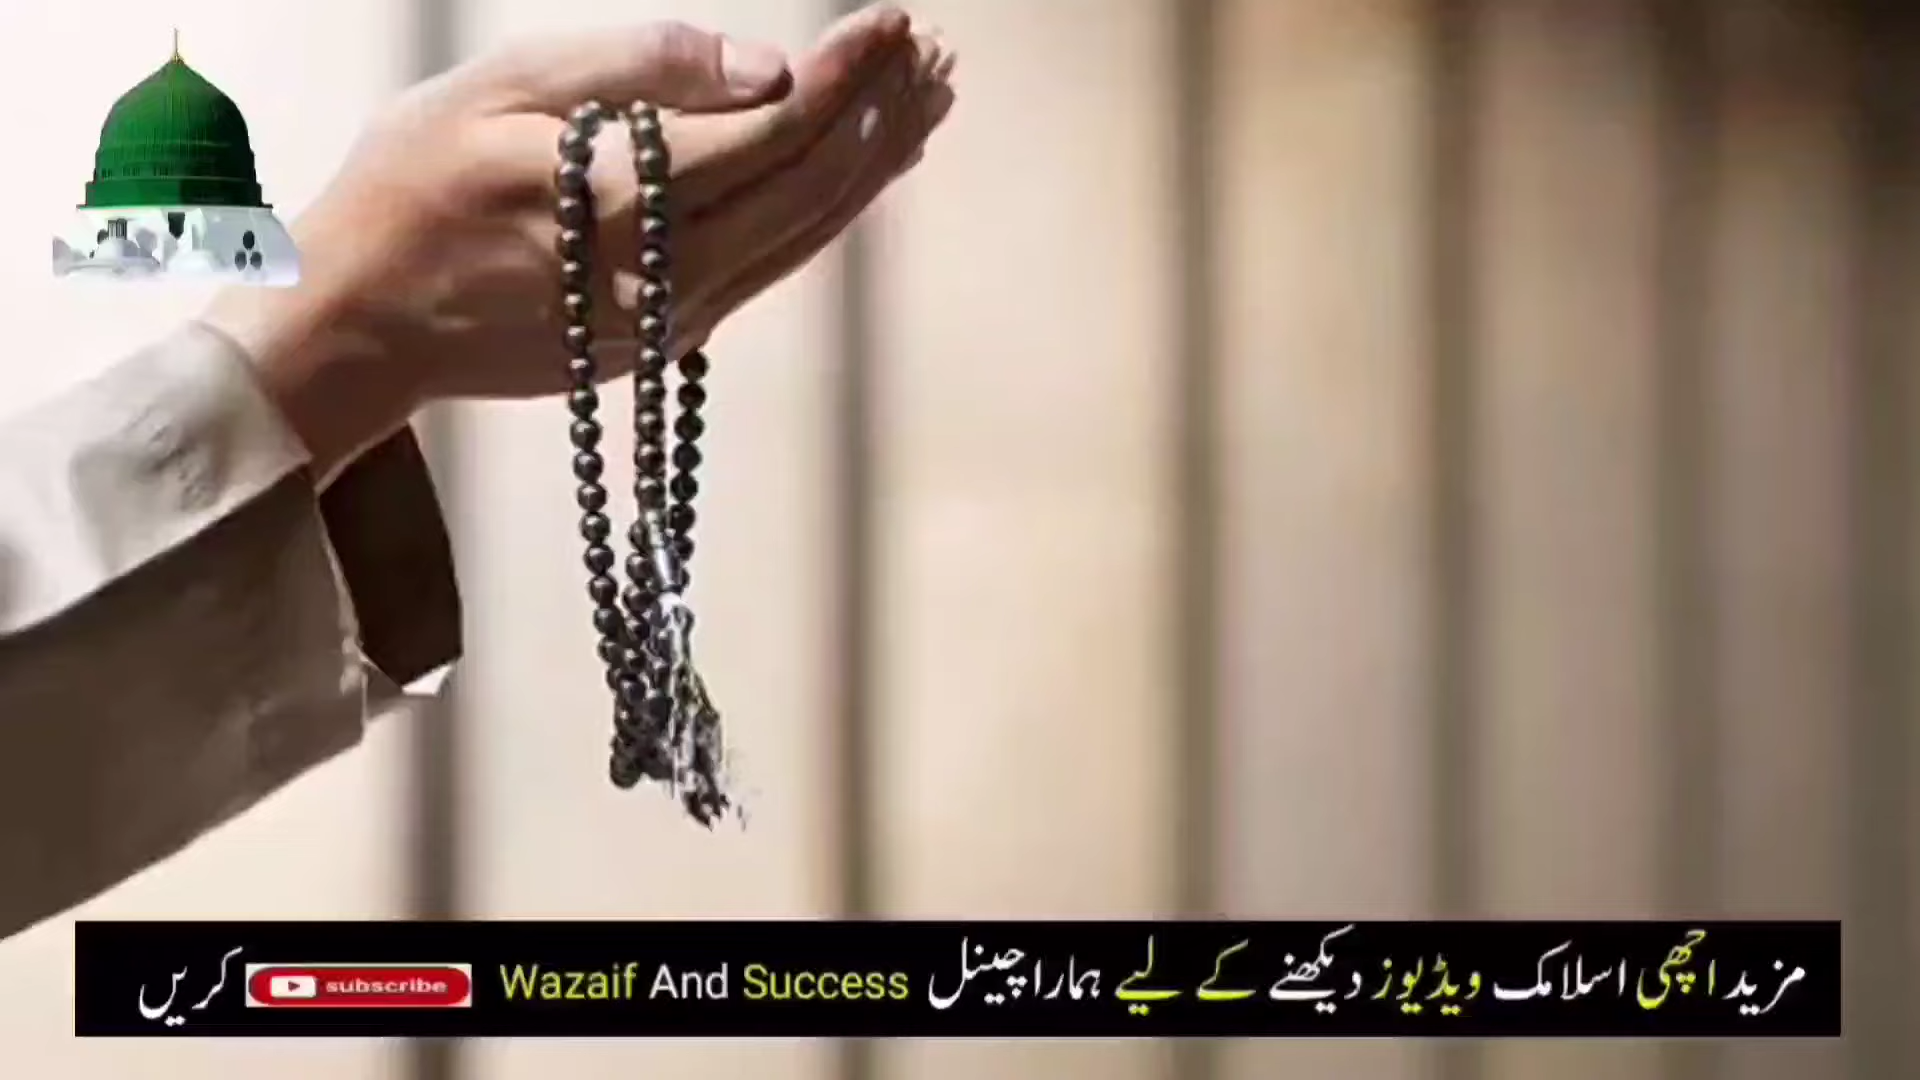 مزید اچھی اسلامک ویڈیوز دیکھنے کے لیے ہمارا چینل Wazaif And Success subscribe کریں